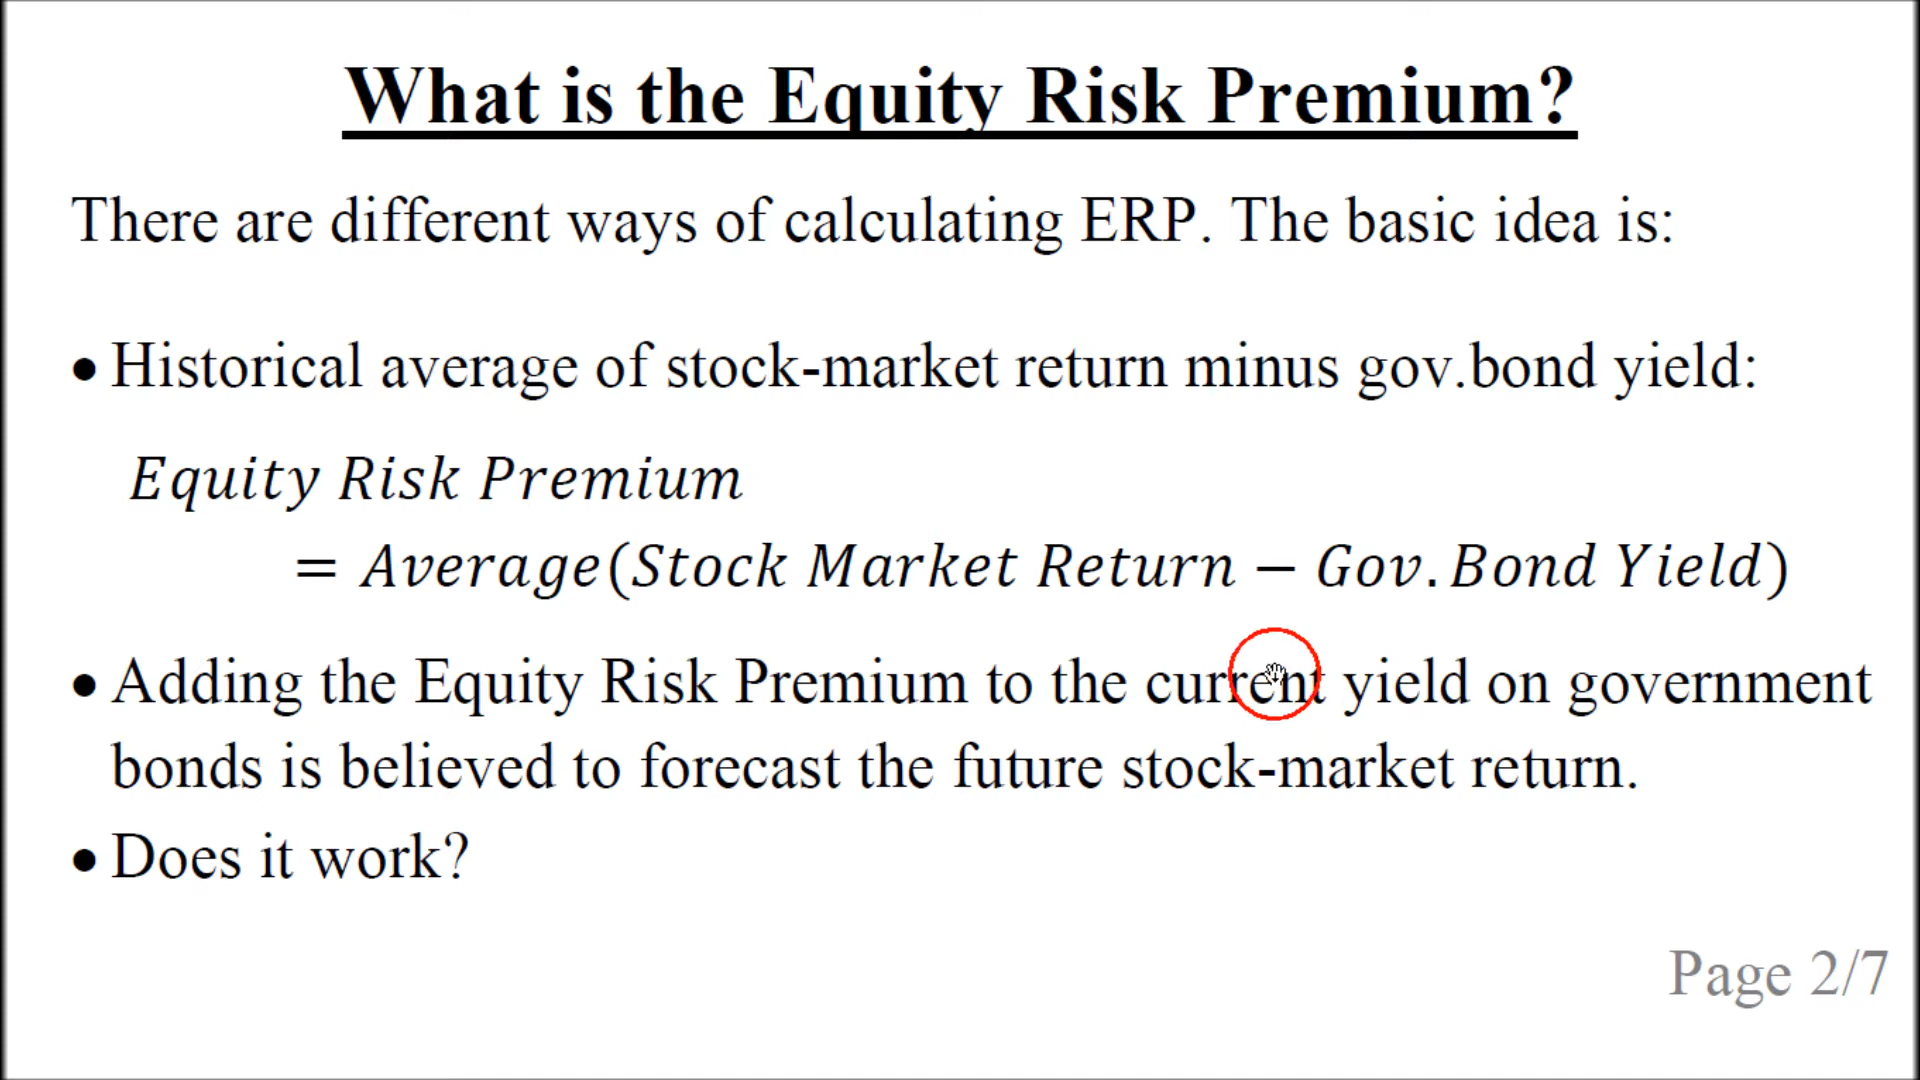 What is the Equity Risk Premium?
There are different ways of calculating ERP. The basic idea is:
• Historical average of stock-market return minus gov.bond yield:
Equity Risk Premium
= Average(Stock Market Return − Gov. Bond Yield)
• Adding the Equity Risk Premium to the current yield on government
bonds is believed to forecast the future stock-market return.
• Does it work?
Page 2/7